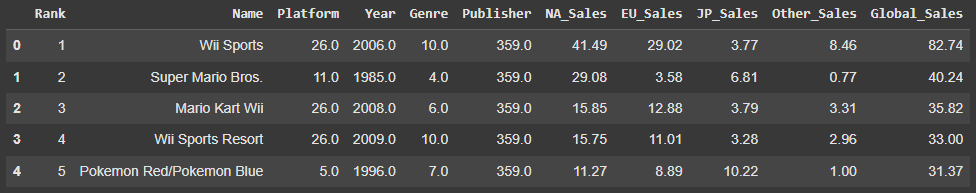 Rank Name Platform Year Genre Publisher NA_Sales EU_Sales JP_Sales Other_Sales Global_Sales
0 1 Wii Sports 26.0 2006.0 10.0 359.0 41.49 29.02 3.77 8.46 82.74
1 2 Super Mario Bros. 11.0 1985.0 4.0 359.0 29.08 3.58 6.81 0.77 40.24
2 3 Mario Kart Wii 26.0 2008.0 6.0 359.0 15.85 12.88 3.79 3.31 35.82
3 4 Wii Sports Resort 26.0 2009.0 10.0 359.0 15.75 11.01 3.28 2.96 33.00
4 5 Pokemon Red/Pokemon Blue 5.0 1996.0 7.0 359.0 11.27 8.89 10.22 1.00 31.37